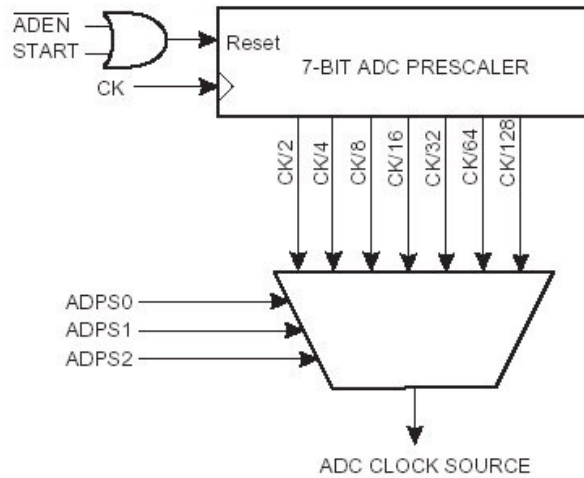 ADEN
START
Reset
7-BIT ADC PRESCALER
CK
CK/2
CK/4
CK/8
CK/16
CK/32
CK/64
CK/128
ADPS0
ADPS1
ADPS2
ADC CLOCK SOURCE